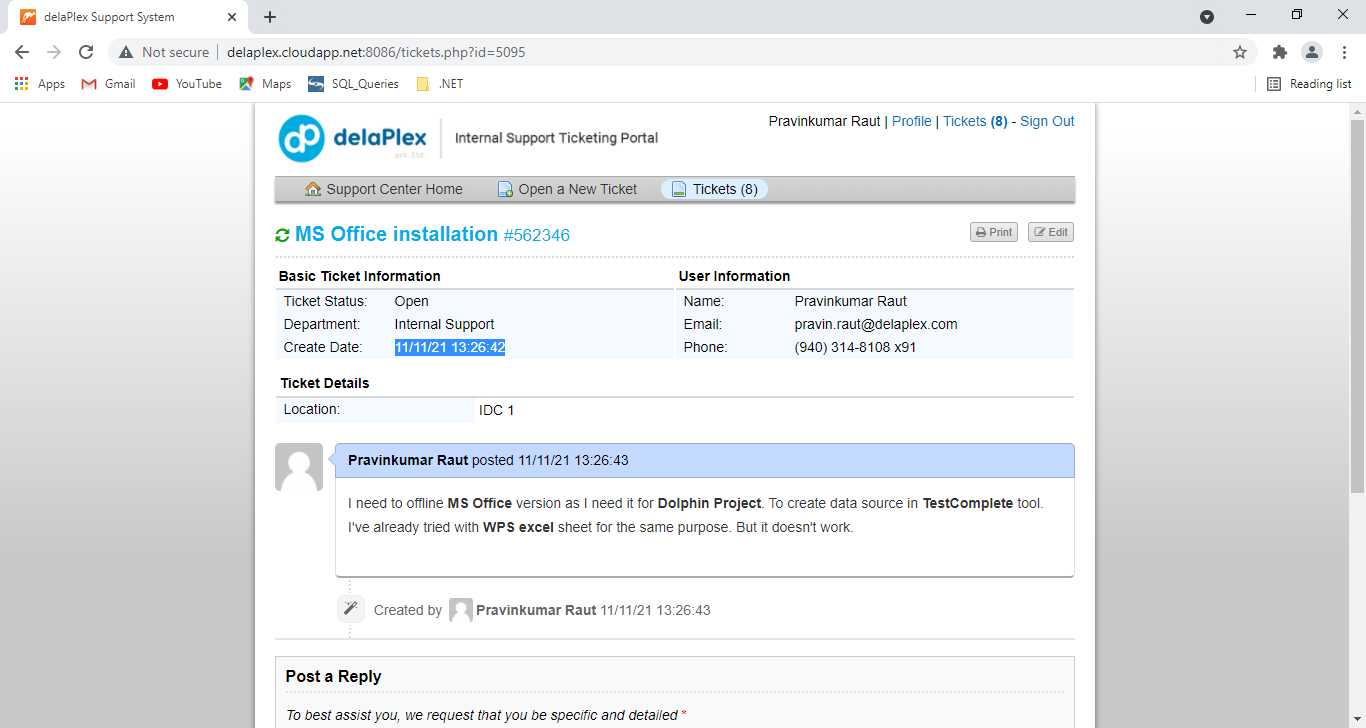 delaPlex Support System
Not secure delaplex.cloudapp.net:8086/tickets.php?id=5095
Apps Gmail YouTube Maps SQL_Queries .NET Reading list
dp delaPlex pvt.ltd. Internal Support Ticketing Portal
Pravinkumar Raut | Profile | Tickets (8) - Sign Out
Support Center Home Open a New Ticket Tickets (8)
MS Office installation #562346 Print Edit
Basic Ticket Information User Information
Ticket Status: Open Name: Pravinkumar Raut
Department: Internal Support Email: pravin.raut@delaplex.com
Create Date: 11/11/21 13:26:42 Phone: (940) 314-8108 x91
Ticket Details
Location: IDC 1
Pravinkumar Raut posted 11/11/21 13:26:43
I need to offline MS Office version as I need it for Dolphin Project. To create data source in TestComplete tool.
I've already tried with WPS excel sheet for the same purpose. But it doesn't work.
Created by Pravinkumar Raut 11/11/21 13:26:43
Post a Reply
To best assist you, we request that you be specific and detailed *